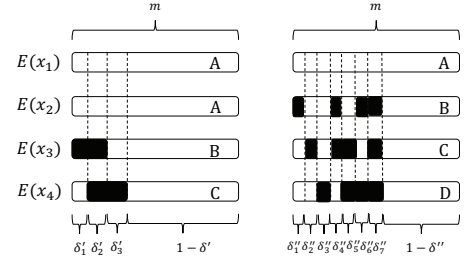 m m
E(x₁) A A
E(x₂) A B
E(x₃) B C
E(x₄) C D
δ′₁ δ′₂ δ′₃ 1 − δ′ δ″₁ δ″₂ δ″₃ δ″₄ δ″₅ δ″₆ δ″₇ 1 − δ″